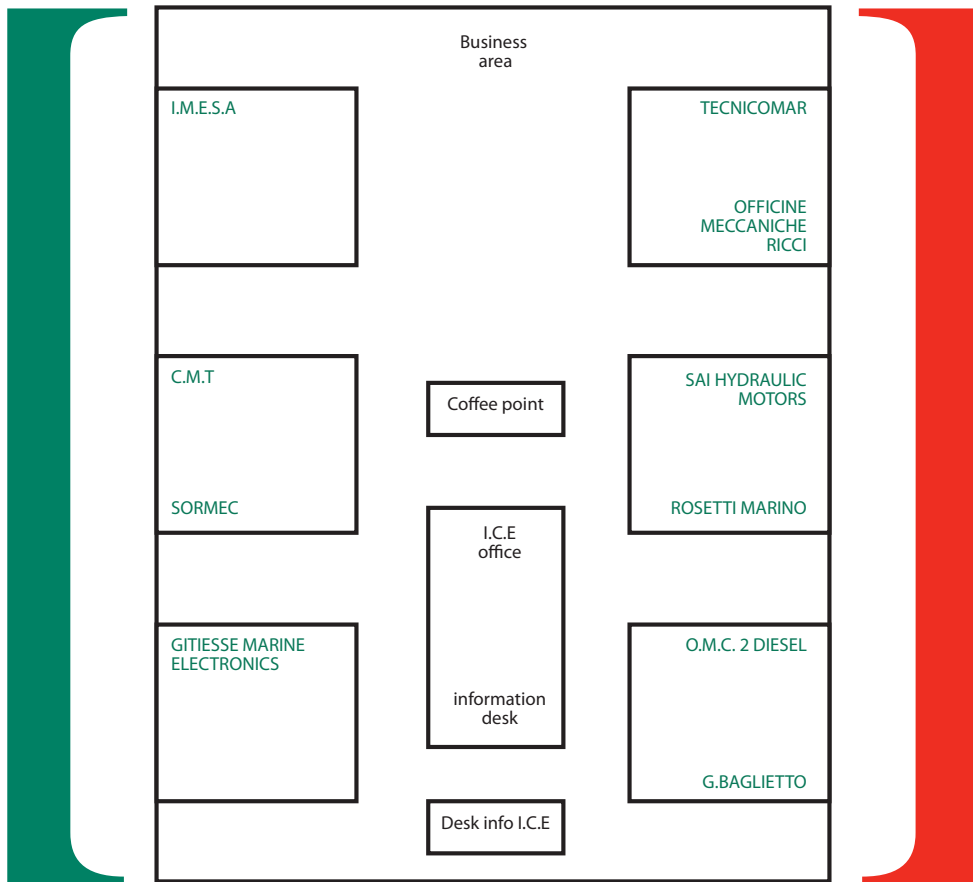 Business
area
I.M.E.S.A
TECNICOMAR
OFFICINE
MECCANICHE
RICCI
C.M.T
SORMEC
Coffee point
SAI HYDRAULIC
MOTORS
ROSETTI MARINO
I.C.E
office
information
desk
GITIESSE MARINE
ELECTRONICS
O.M.C. 2 DIESEL
G.BAGLIETTO
Desk info I.C.E